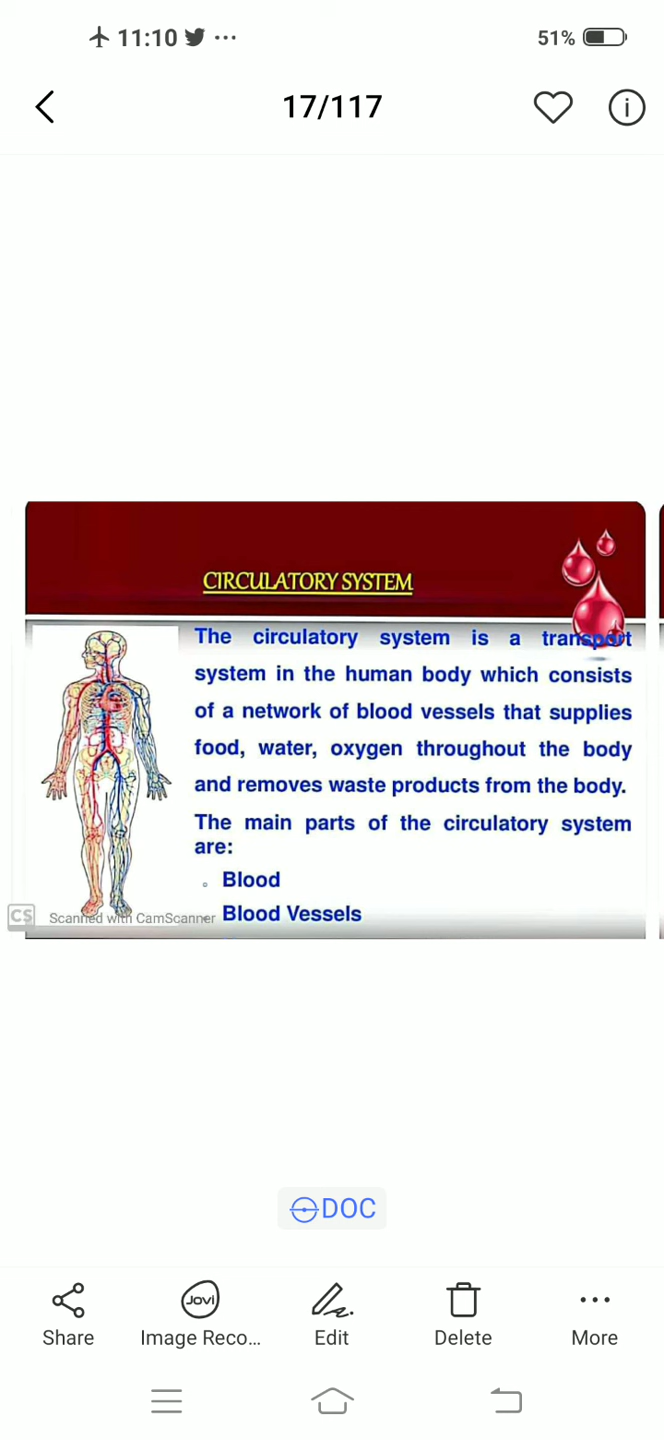 11:10
51%
17/117
CIRCULATORY SYSTEM
The circulatory system is a transport
system in the human body which consists
of a network of blood vessels that supplies
food, water, oxygen throughout the body
and removes waste products from the body.
The main parts of the circulatory system
are:
Blood
Blood Vessels
CS Scanned with CamScanner
DOC
Share
Jovi
Image Reco...
Edit
Delete
More